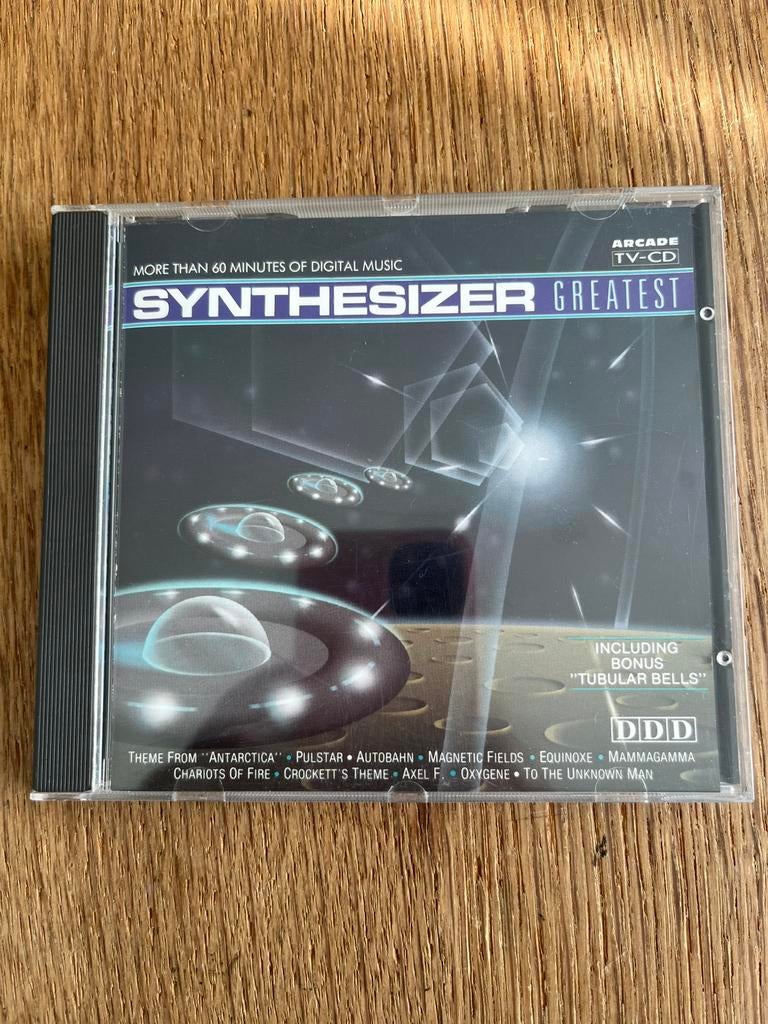 ARCADE
TV-CD
MORE THAN 60 MINUTES OF DIGITAL MUSIC
SYNTHESIZER GREATEST
INCLUDING
BONUS
"TUBULAR BELLS"
DDD
THEME FROM "ANTARCTICA" • PULSTAR • AUTOBAHN • MAGNETIC FIELDS • EQUINOXE • MAMMAGAMMA
CHARIOTS OF FIRE • CROCKETT'S THEME • AXEL F. • OXYGENE • TO THE UNKNOWN MAN